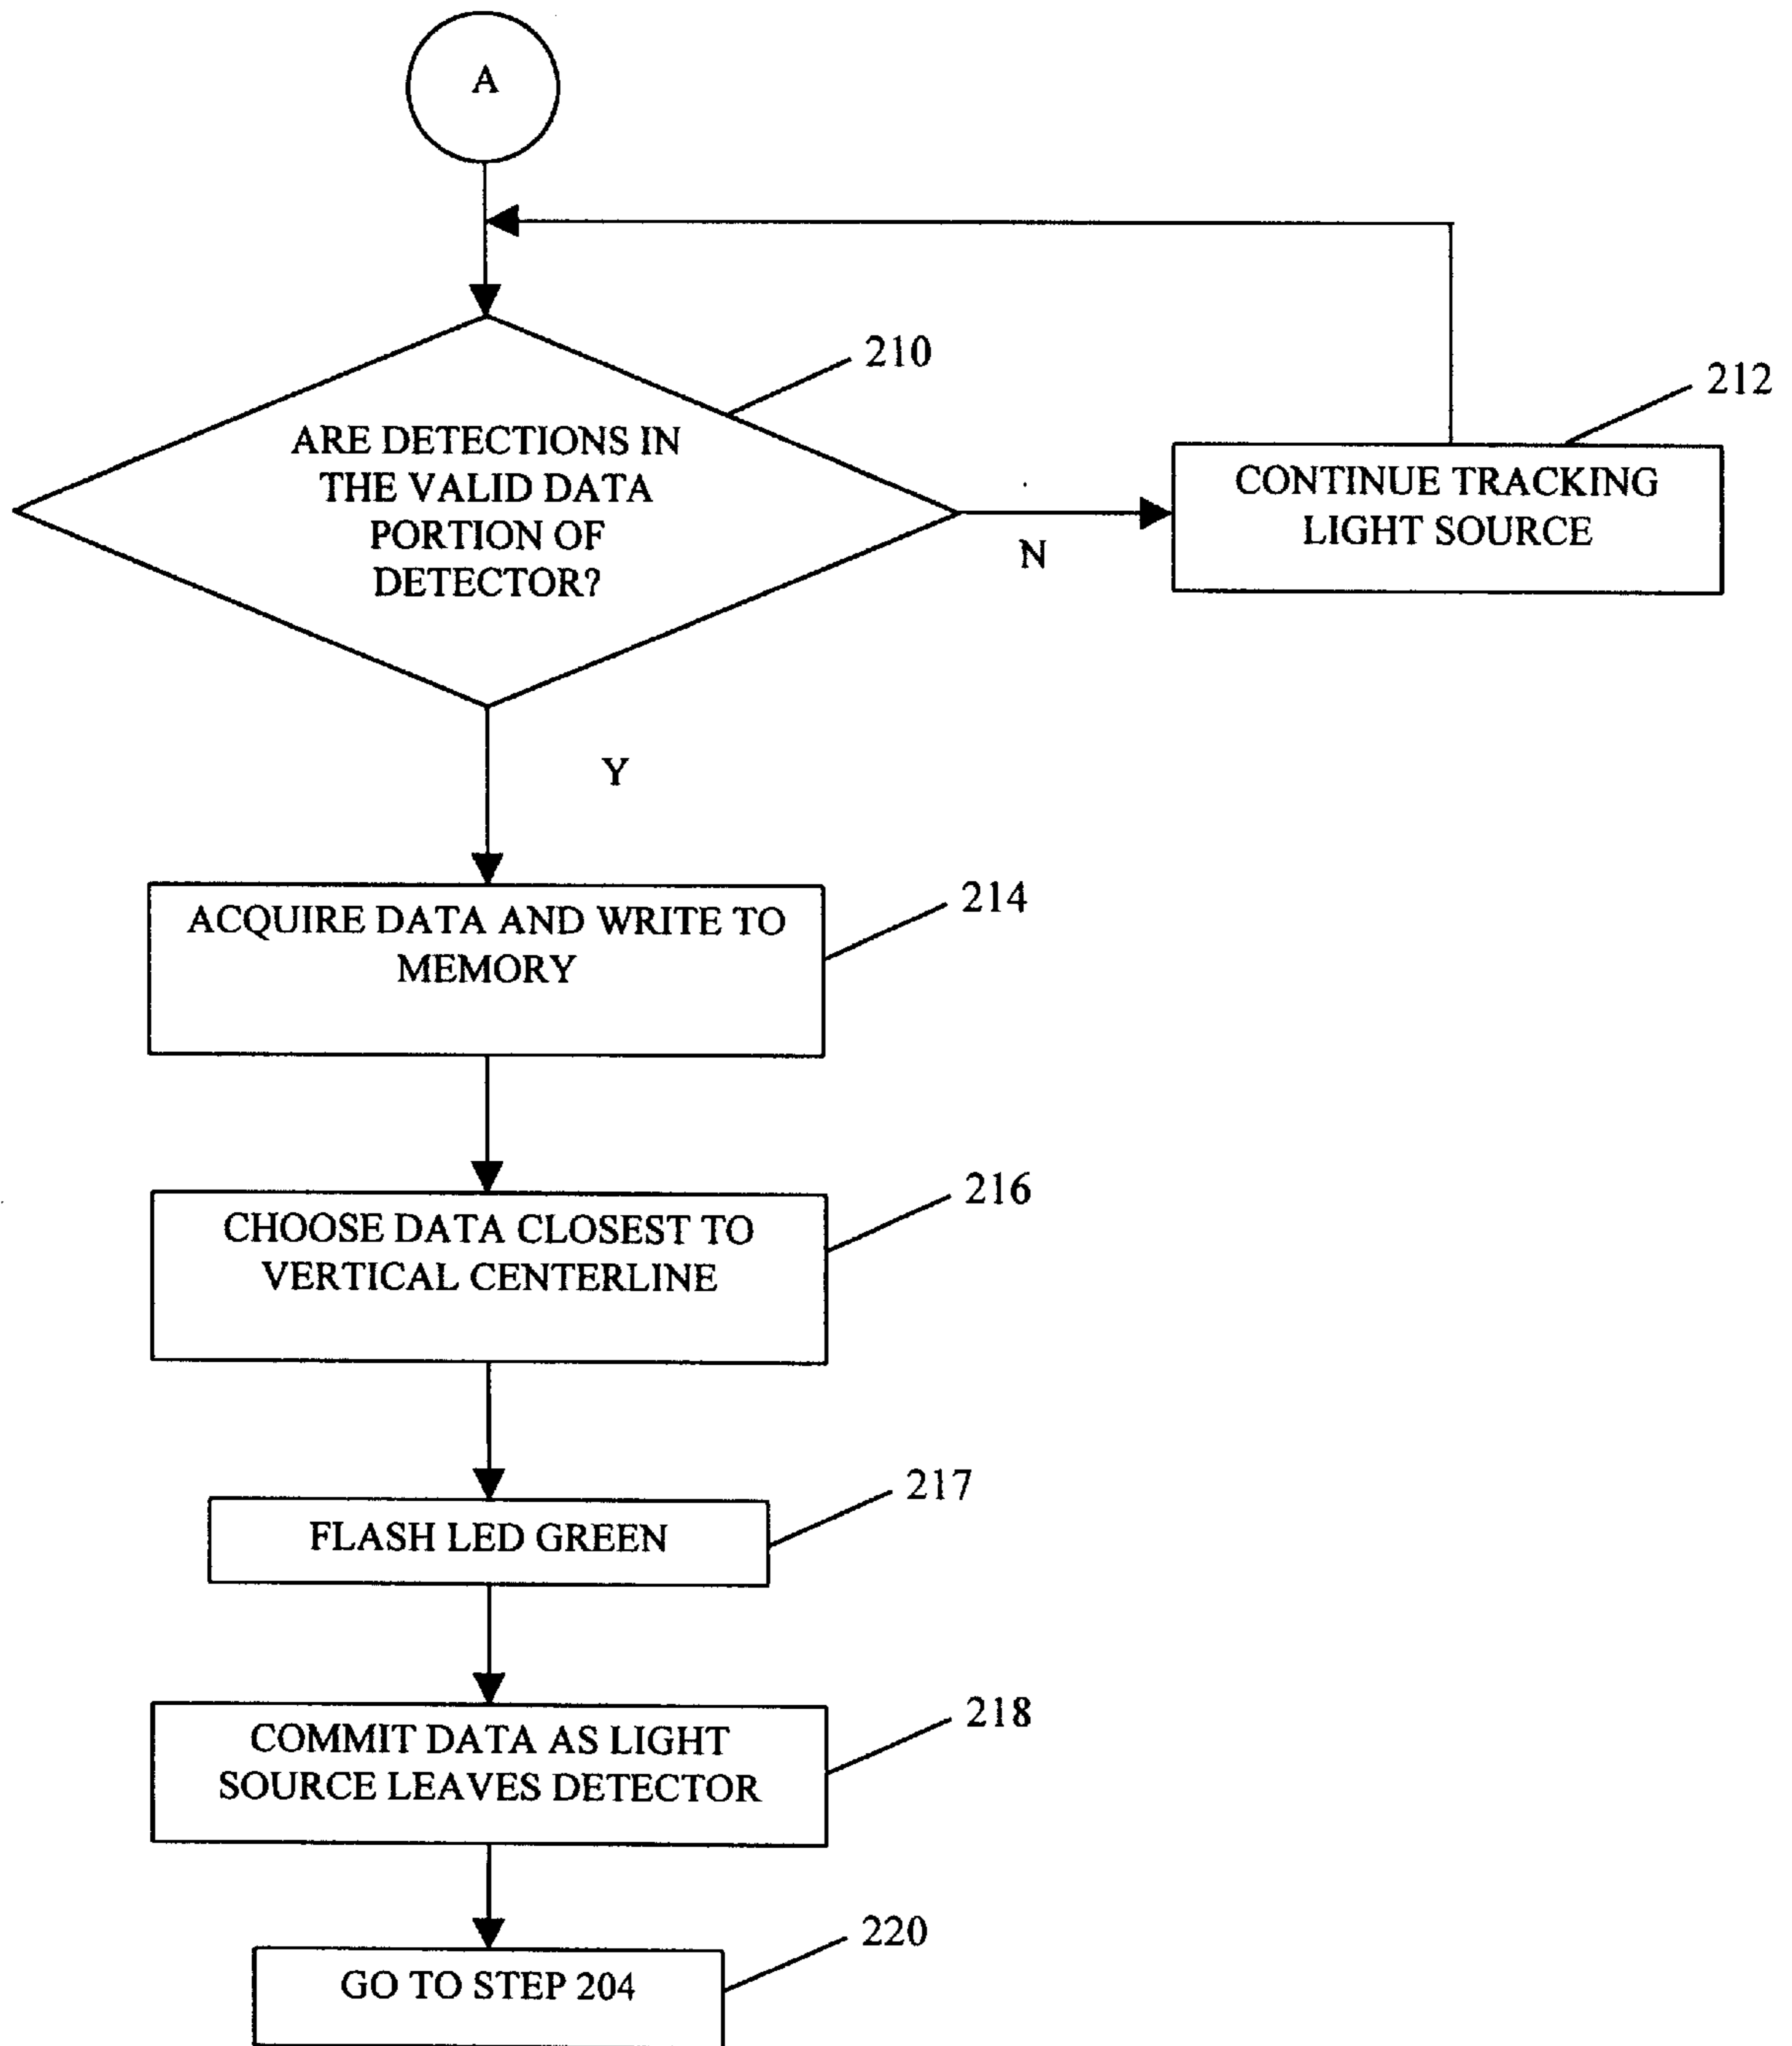 A
210
212
ARE DETECTIONS IN
THE VALID DATA
PORTION OF
DETECTOR?
CONTINUE TRACKING
LIGHT SOURCE
N
Y
214
ACQUIRE DATA AND WRITE TO
MEMORY
216
CHOOSE DATA CLOSEST TO
VERTICAL CENTERLINE
217
FLASH LED GREEN
218
COMMIT DATA AS LIGHT
SOURCE LEAVES DETECTOR
220
GO TO STEP 204